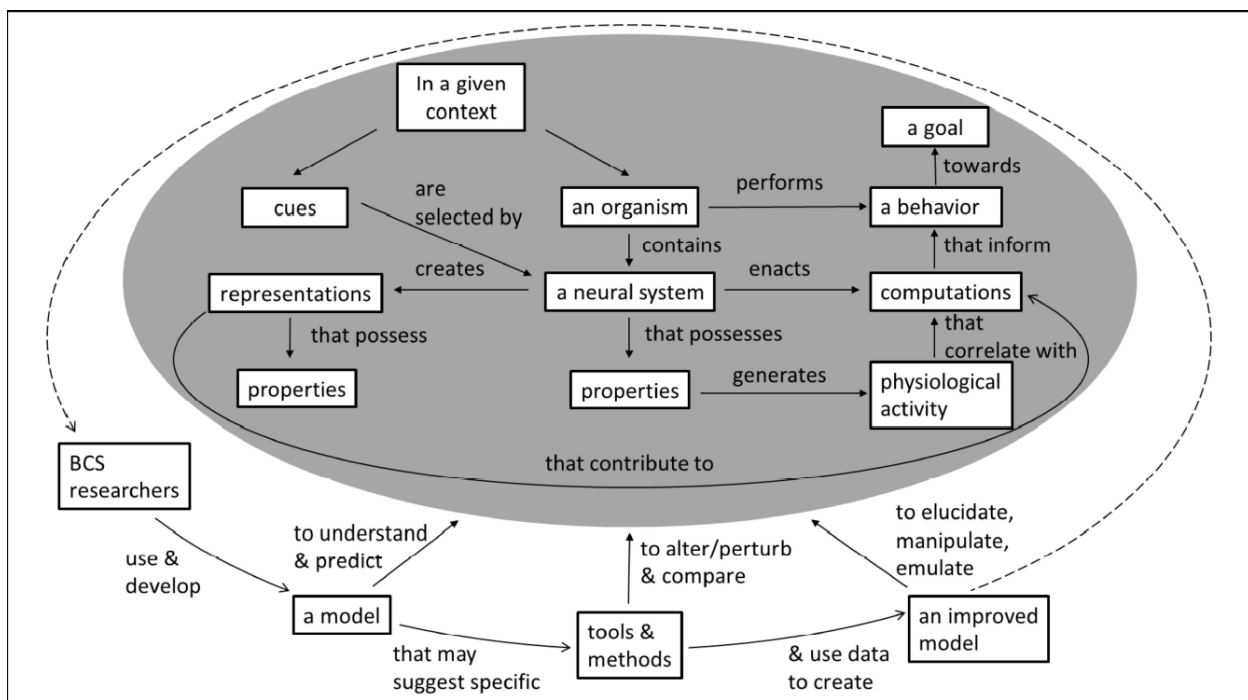 In a given
context
a goal
towards
are
selected by
performs
cues
an organism
a behavior
contains
that inform
creates
enacts
representations
a neural system
computations
that possess
that possesses
that
correlate with
properties
properties
generates
physiological
activity
that contribute to
BCS
researchers
use &
develop
to understand
& predict
to alter/perturb
& compare
to elucidate,
manipulate,
emulate
a model
that may
suggest specific
tools &
methods
& use data
to create
an improved
model